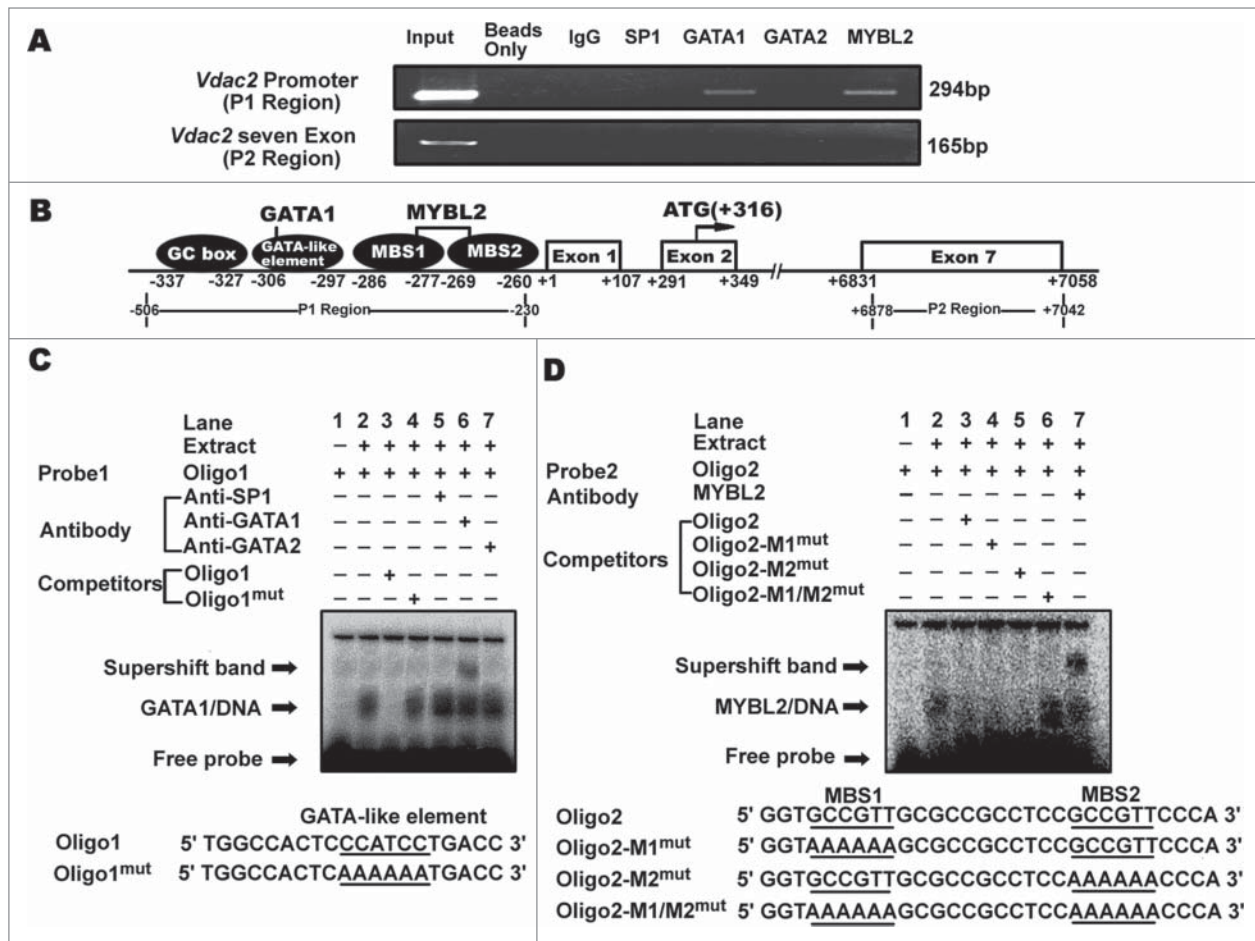 A
Input Beads Only IgG SP1 GATA1 GATA2 MYBL2
Vdac2 Promoter
(P1 Region)
294bp
Vdac2 seven Exon
(P2 Region)
165bp
B
GATA1 MYBL2 ATG(+316)
GC box GATA-like element MBS1 MBS2 Exon 1 Exon 2 // Exon 7
-337 -327 -306 -297 -286 -277 -269 -260 +1 +107 +291 +349 +6831 +7058
-506 P1 Region -230 +6878 P2 Region +7042
C
Lane 1 2 3 4 5 6 7
Extract – + + + + + +
Probe1 Oligo1 + + + + + + +
Antibody
Anti-SP1 – – – – + – –
Anti-GATA1 – – – – – + –
Anti-GATA2 – – – – – – +
Competitors
Oligo1 – – + – – – –
Oligo1mut – – – + – – –
Supershift band
GATA1/DNA
Free probe
GATA-like element
Oligo1 5' TGGCCACTCCCATCCTGACC 3'
Oligo1mut 5' TGGCCACTCAAAAAATGACC 3'
D
Lane 1 2 3 4 5 6 7
Extract – + + + + + +
Probe2 Oligo2 + + + + + + +
Antibody MYBL2 – – – – – – +
Competitors
Oligo2 – – + – – – –
Oligo2-M1mut – – – + – – –
Oligo2-M2mut – – – – + – –
Oligo2-M1/M2mut – – – – – + –
Supershift band
MYBL2/DNA
Free probe
MBS1 MBS2
Oligo2 5' GGTGCCGTTGCGCCGCCTCCGCCGTTCCCA 3'
Oligo2-M1mut 5' GGTAAAAAAGCGCCGCCTCCGCCGTTCCCA 3'
Oligo2-M2mut 5' GGTGCCGTTGCGCCGCCTCCAAAAAACCCA 3'
Oligo2-M1/M2mut 5' GGTAAAAAAGCGCCGCCTCCAAAAAACCCA 3'